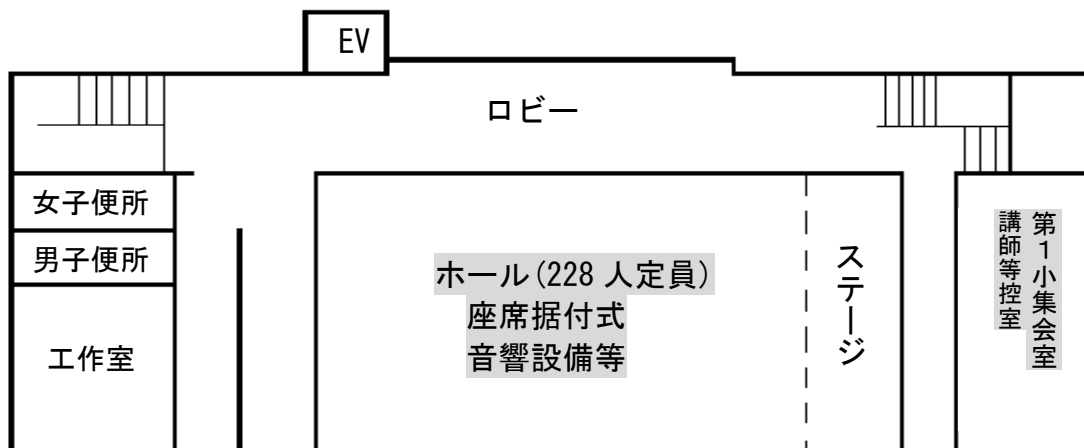 EV
ロビー
女子便所
男子便所
工作室
ホール(228人定員)
座席据付式
音響設備等
ステージ
第1小集会室
講師等控室